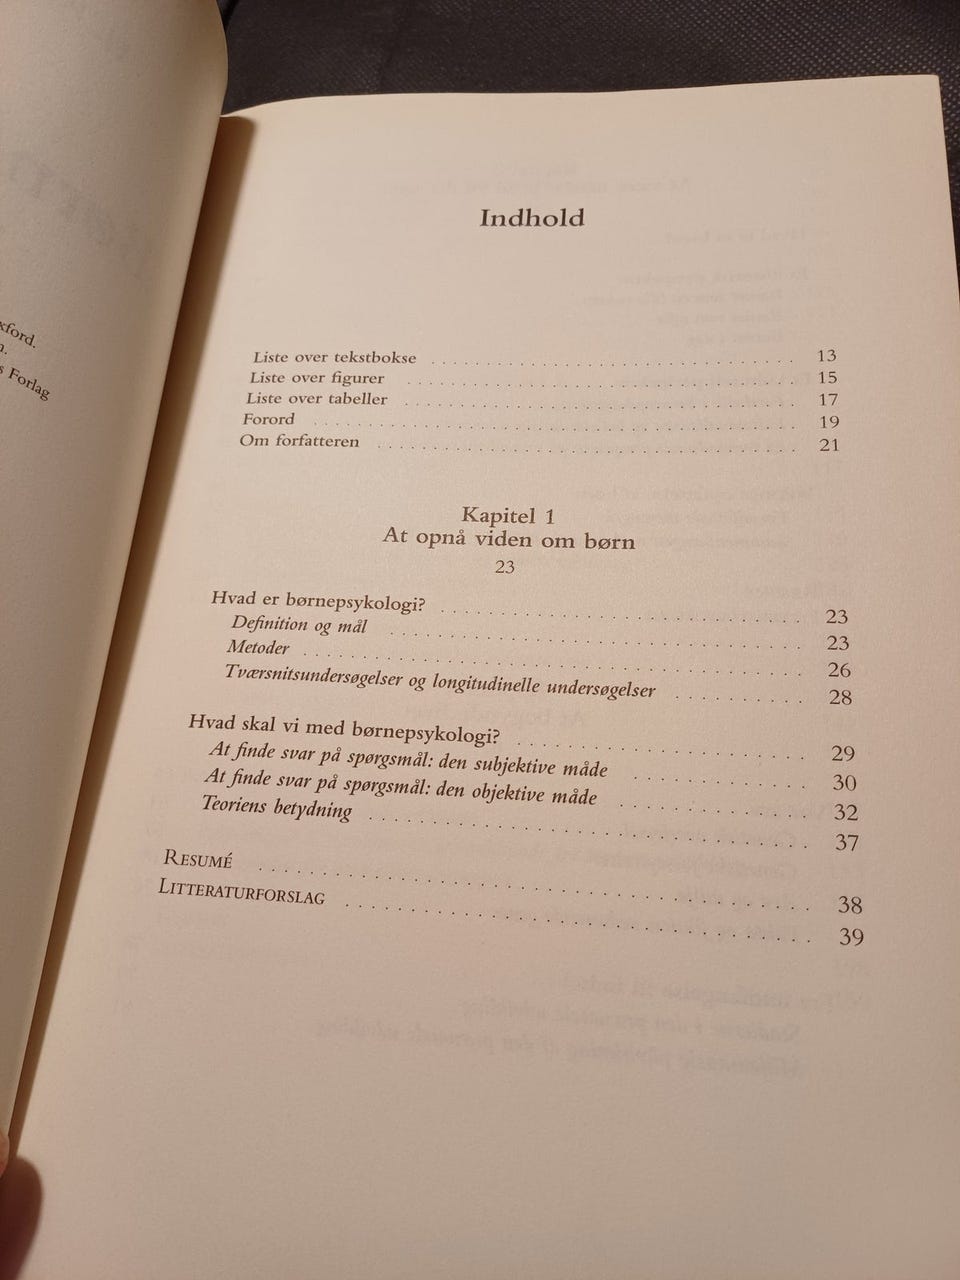 xford.
s Forlag
Indhold
Liste over tekstbokse . . . . . . . . . . . . . . . . . . . . . . . . . . . . 13
Liste over figurer . . . . . . . . . . . . . . . . . . . . . . . . . . . . . . 15
Liste over tabeller . . . . . . . . . . . . . . . . . . . . . . . . . . . . . . 17
Forord . . . . . . . . . . . . . . . . . . . . . . . . . . . . . . . . . . . . 19
Om forfatteren . . . . . . . . . . . . . . . . . . . . . . . . . . . . . . . . 21
Kapitel 1
At opnå viden om børn
23
Hvad er børnepsykologi? . . . . . . . . . . . . . . . . . . . . . . . . . . . 23
Definition og mål . . . . . . . . . . . . . . . . . . . . . . . . . . . . . . 23
Metoder . . . . . . . . . . . . . . . . . . . . . . . . . . . . . . . . . . . 26
Tværsnitsundersøgelser og longitudinelle undersøgelser . . . . . . . . . . 28
Hvad skal vi med børnepsykologi? . . . . . . . . . . . . . . . . . . . . . 29
At finde svar på spørgsmål: den subjektive måde . . . . . . . . . . . . . 30
At finde svar på spørgsmål: den objektive måde . . . . . . . . . . . . . . 32
Teoriens betydning . . . . . . . . . . . . . . . . . . . . . . . . . . . . . . 37
RESUMÉ . . . . . . . . . . . . . . . . . . . . . . . . . . . . . . . . . . . . 38
LITTERATURFORSLAG . . . . . . . . . . . . . . . . . . . . . . . . . . . . 39